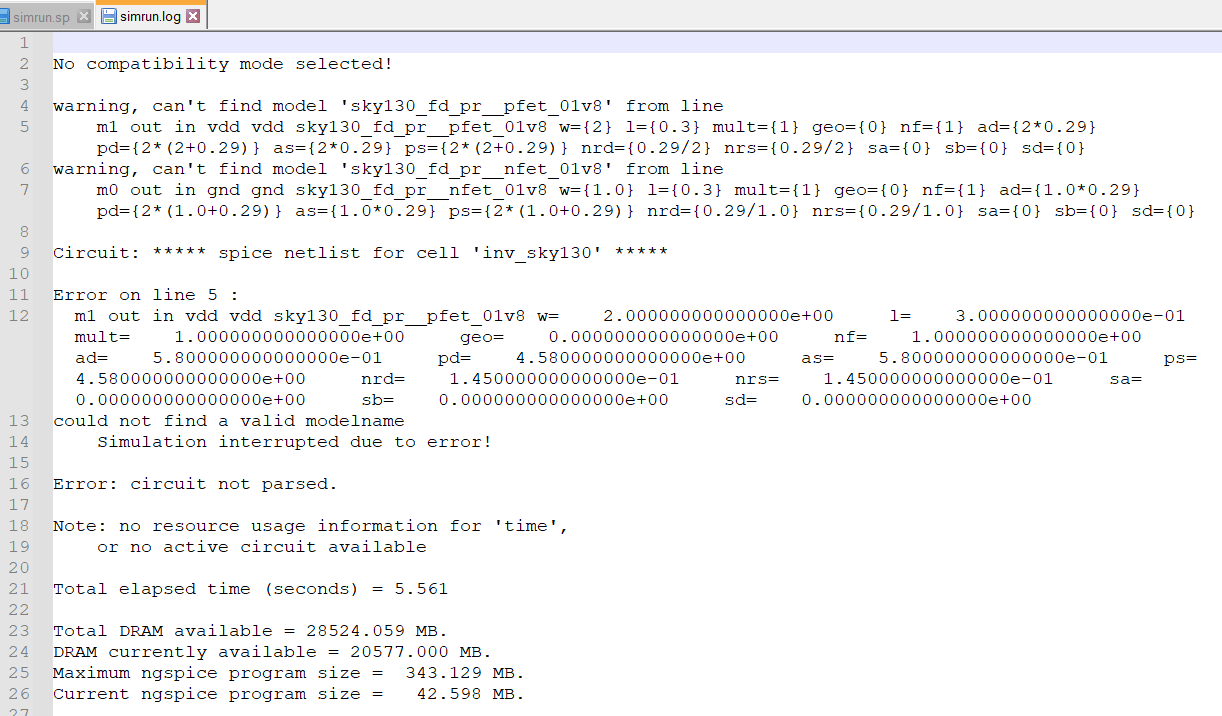 simrun.sp simrun.log
1
2 No compatibility mode selected!
3
4 warning, can't find model 'sky130_fd_pr__pfet_01v8' from line
5 m1 out in vdd vdd sky130_fd_pr__pfet_01v8 w={2} l={0.3} mult={1} geo={0} nf={1} ad={2*0.29}
pd={2*(2+0.29)} as={2*0.29} ps={2*(2+0.29)} nrd={0.29/2} nrs={0.29/2} sa={0} sb={0} sd={0}
6 warning, can't find model 'sky130_fd_pr__nfet_01v8' from line
7 m0 out in gnd gnd sky130_fd_pr__nfet_01v8 w={1.0} l={0.3} mult={1} geo={0} nf={1} ad={1.0*0.29}
pd={2*(1.0+0.29)} as={1.0*0.29} ps={2*(1.0+0.29)} nrd={0.29/1.0} nrs={0.29/1.0} sa={0} sb={0} sd={0}
8
9 Circuit: ***** spice netlist for cell 'inv_sky130' *****
10
11 Error on line 5 :
12 m1 out in vdd vdd sky130_fd_pr__pfet_01v8 w= 2.000000000000000e+00 l= 3.000000000000000e-01
mult= 1.000000000000000e+00 geo= 0.000000000000000e+00 nf= 1.000000000000000e+00
ad= 5.800000000000000e-01 pd= 4.580000000000000e+00 as= 5.800000000000000e-01 ps=
4.580000000000000e+00 nrd= 1.450000000000000e-01 nrs= 1.450000000000000e-01 sa=
0.000000000000000e+00 sb= 0.000000000000000e+00 sd= 0.000000000000000e+00
13 could not find a valid modelname
14 Simulation interrupted due to error!
15
16 Error: circuit not parsed.
17
18 Note: no resource usage information for 'time',
19 or no active circuit available
20
21 Total elapsed time (seconds) = 5.561
22
23 Total DRAM available = 28524.059 MB.
24 DRAM currently available = 20577.000 MB.
25 Maximum ngspice program size = 343.129 MB.
26 Current ngspice program size = 42.598 MB.
27